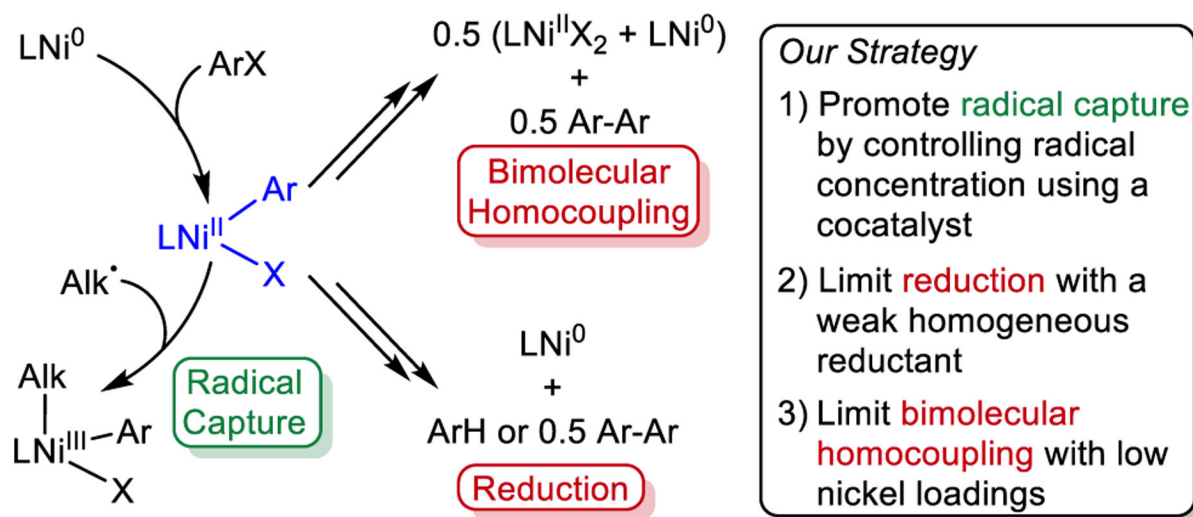 LNi⁰
ArX
LNiᴵᴵ
Ar
X
Alk•
Alk
LNiᴵᴵᴵ
Ar
X
Radical
Capture
0.5 (LNiᴵᴵX₂ + LNi⁰)
+
0.5 Ar-Ar
Bimolecular
Homocoupling
LNi⁰
+
ArH or 0.5 Ar-Ar
Reduction
Our Strategy
1) Promote radical capture
by controlling radical
concentration using a
cocatalyst
2) Limit reduction with a
weak homogeneous
reductant
3) Limit bimolecular
homocoupling with low
nickel loadings